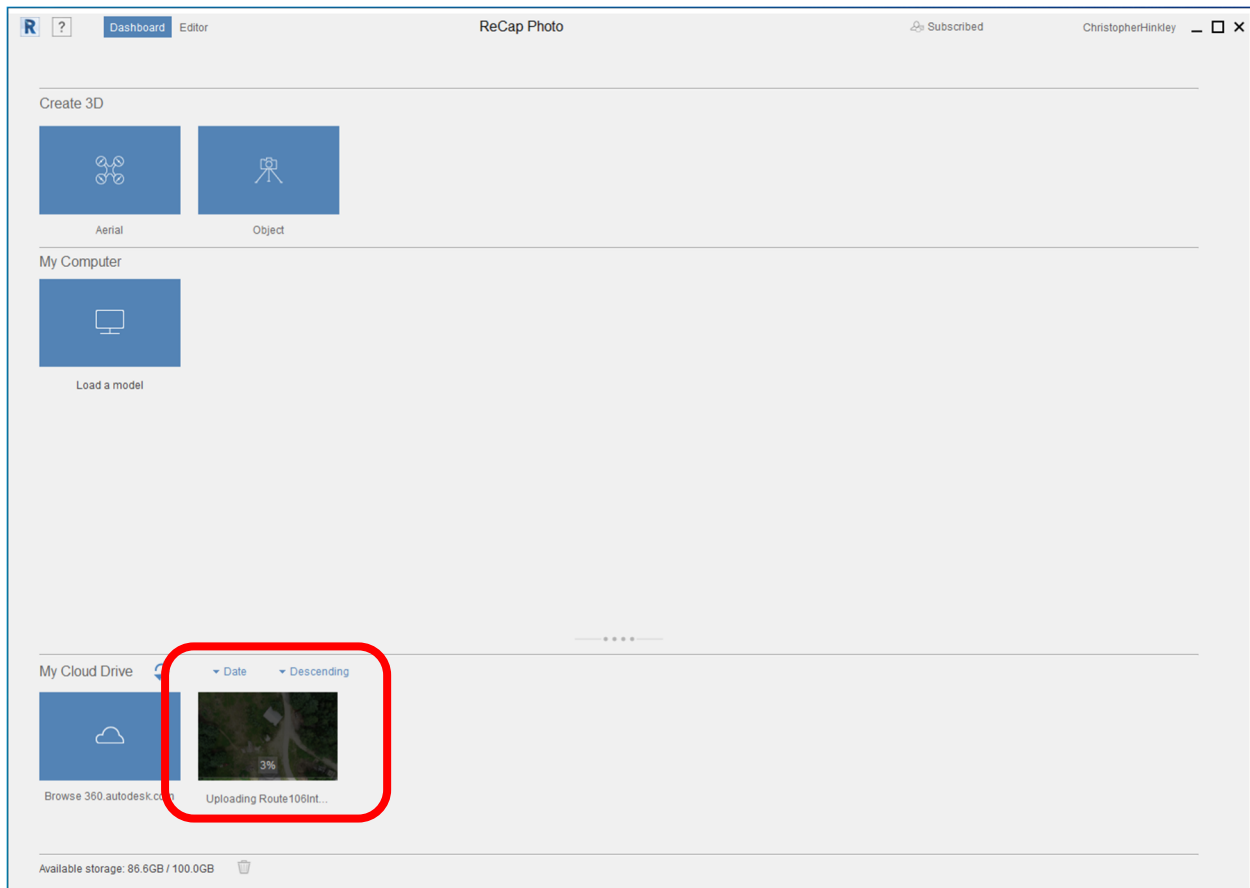 R ? Dashboard Editor ReCap Photo Subscribed ChristopherHinkley
Create 3D
Aerial Object
My Computer
Load a model
My Cloud Drive Date Descending
3%
Browse 360.autodesk.com Uploading Route106Int...
Available storage: 86.6GB / 100.0GB